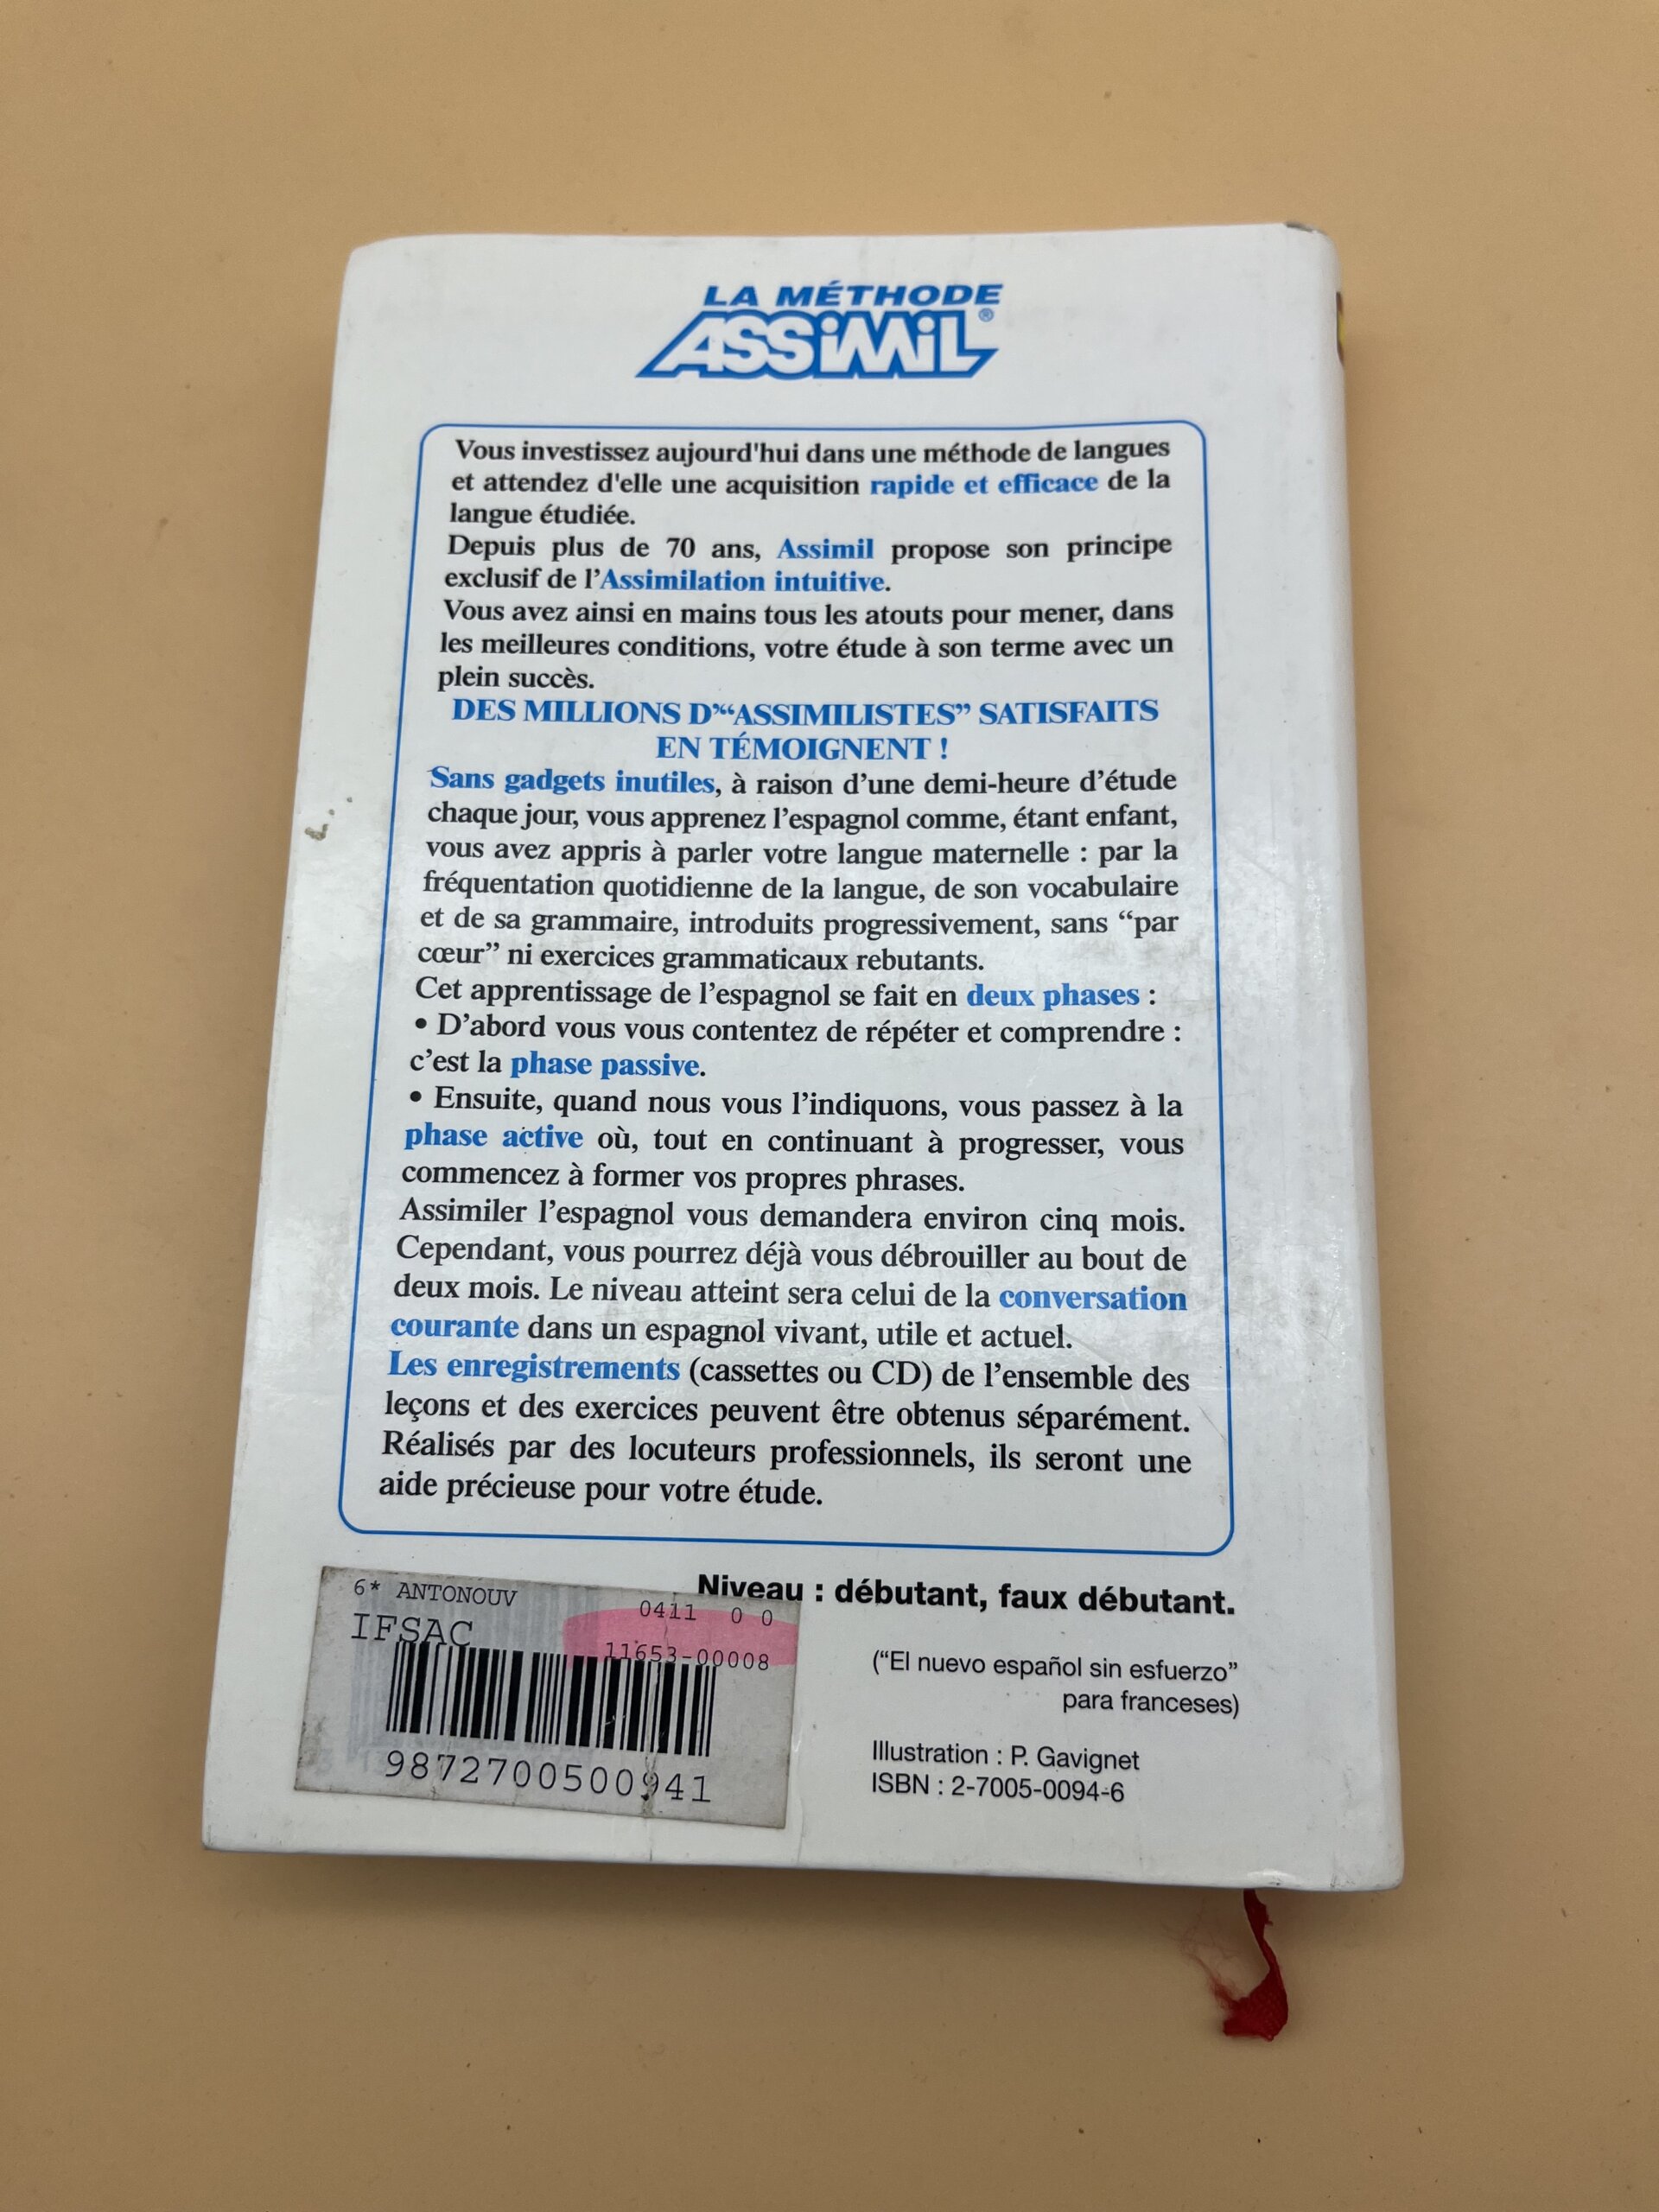 LA MÉTHODE
ASSiMiL®
Vous investissez aujourd'hui dans une méthode de langues
et attendez d'elle une acquisition rapide et efficace de la
langue étudiée.
Depuis plus de 70 ans, Assimil propose son principe
exclusif de l’Assimilation intuitive.
Vous avez ainsi en mains tous les atouts pour mener, dans
les meilleures conditions, votre étude à son terme avec un
plein succès.
DES MILLIONS D’“ASSIMILISTES” SATISFAITS
EN TÉMOIGNENT !
Sans gadgets inutiles, à raison d’une demi-heure d’étude
chaque jour, vous apprenez l’espagnol comme, étant enfant,
vous avez appris à parler votre langue maternelle : par la
fréquentation quotidienne de la langue, de son vocabulaire
et de sa grammaire, introduits progressivement, sans “par
cœur” ni exercices grammaticaux rebutants.
Cet apprentissage de l’espagnol se fait en deux phases :
• D’abord vous vous contentez de répéter et comprendre :
c’est la phase passive.
• Ensuite, quand nous vous l’indiquons, vous passez à la
phase active où, tout en continuant à progresser, vous
commencez à former vos propres phrases.
Assimiler l’espagnol vous demandera environ cinq mois.
Cependant, vous pourrez déjà vous débrouiller au bout de
deux mois. Le niveau atteint sera celui de la conversation
courante dans un espagnol vivant, utile et actuel.
Les enregistrements (cassettes ou CD) de l’ensemble des
leçons et des exercices peuvent être obtenus séparément.
Réalisés par des locuteurs professionnels, ils seront une
aide précieuse pour votre étude.
Niveau : débutant, faux débutant.
6* ANTONOUV
0411 0 0
IFSAC
11653-00008
9872700500941
(“El nuevo español sin esfuerzo”
para franceses)
Illustration : P. Gavignet
ISBN : 2-7005-0094-6